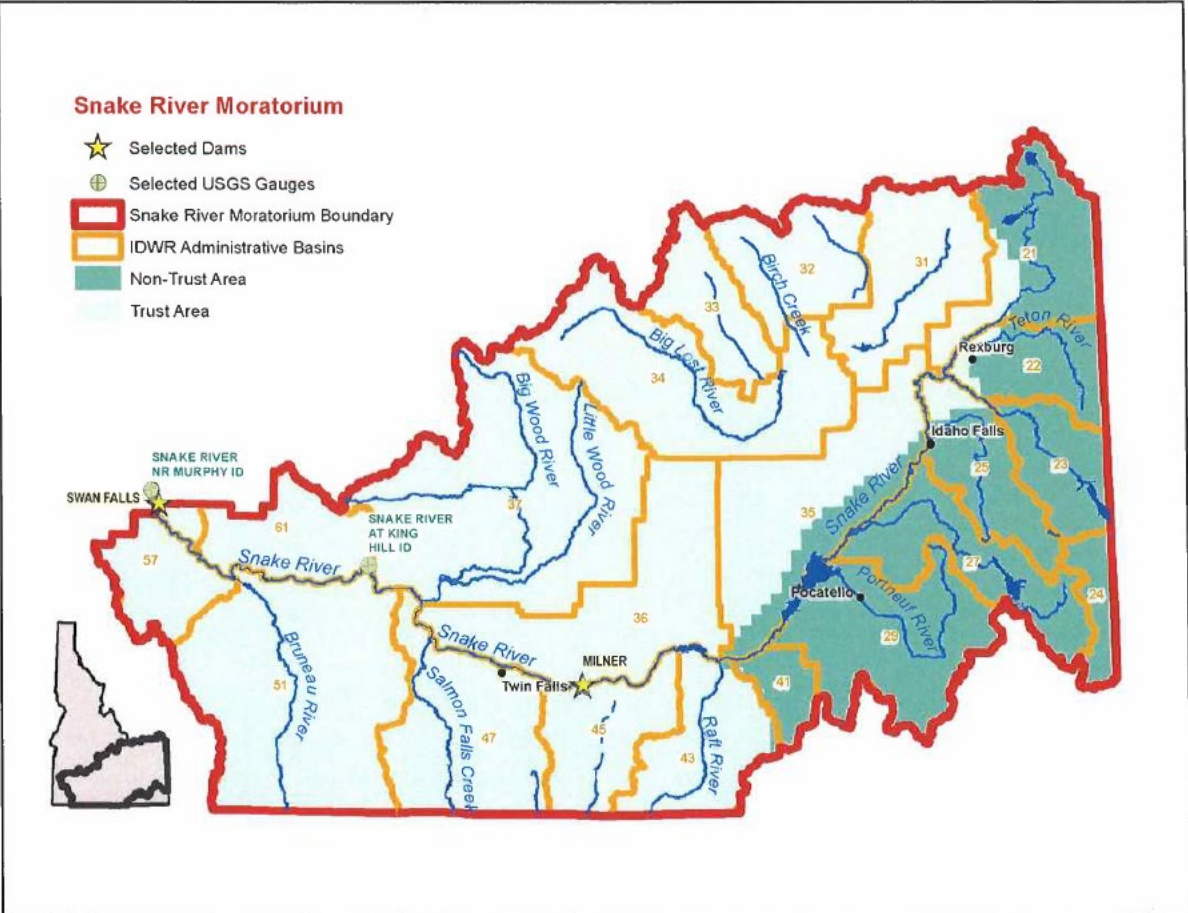 Snake River Moratorium
Selected Dams
Selected USGS Gauges
Snake River Moratorium Boundary
IDWR Administrative Basins
Non-Trust Area
Trust Area
21
32
31
Birch Creek
33
Teton River
Rexburg
Big Lost River
22
34
Big Wood River
Little Wood River
Idaho Falls
SNAKE RIVER
NR MURPHY ID
25
23
SWAN FALLS
37
35
Snake River
61
SNAKE RIVER
AT KING
HILL ID
57
Snake River
27
Pocatello
Portneuf River
24
36
29
Snake River
MILNER
Bruneau River
51
Twin Falls
Salmon Falls Creek
41
47
45
Raft River
43